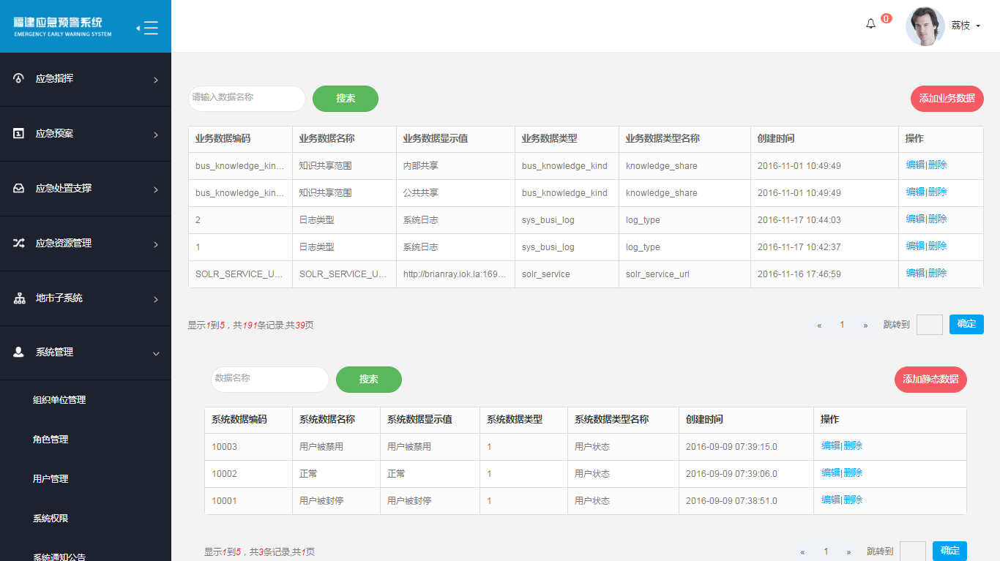 福建应急预警系统
EMERGENCY EARLY WARNING SYSTEM
0
荔枝
应急指挥
应急预案
应急处置支撑
应急资源管理
地市子系统
系统管理
组织单位管理
角色管理
用户管理
系统权限
系统通知公告
请输入数据名称 搜索 添加业务数据
业务数据编码 业务数据名称 业务数据显示值 业务数据类型 业务数据类型名称 创建时间 操作
bus_knowledge_kin... 知识共享范围 内部共享 bus_knowledge_kind knowledge_share 2016-11-01 10:49:49 编辑|删除
bus_knowledge_kin... 知识共享范围 公共共享 bus_knowledge_kind knowledge_share 2016-11-01 10:49:49 编辑|删除
2 日志类型 系统日志 sys_busi_log log_type 2016-11-17 10:44:03 编辑|删除
1 日志类型 系统日志 sys_busi_log log_type 2016-11-17 10:42:37 编辑|删除
SOLR_SERVICE_U... SOLR_SERVICE_U... http://brianray.iok.la:169... solr_service solr_service_url 2016-11-16 17:46:59 编辑|删除
显示1到5，共191条记录,共39页 « 1 » 跳转到 确定
数据名称 搜索 添加静态数据
系统数据编码 系统数据名称 系统数据显示值 系统数据类型 系统数据类型名称 创建时间 操作
10003 用户被禁用 用户被禁用 1 用户状态 2016-09-09 07:39:15.0 编辑|删除
10002 正常 正常 1 用户状态 2016-09-09 07:39:06.0 编辑|删除
10001 用户被封停 用户被封停 1 用户状态 2016-09-09 07:38:51.0 编辑|删除
显示1到5，共3条记录,共1页 « 1 » 跳转到 确定